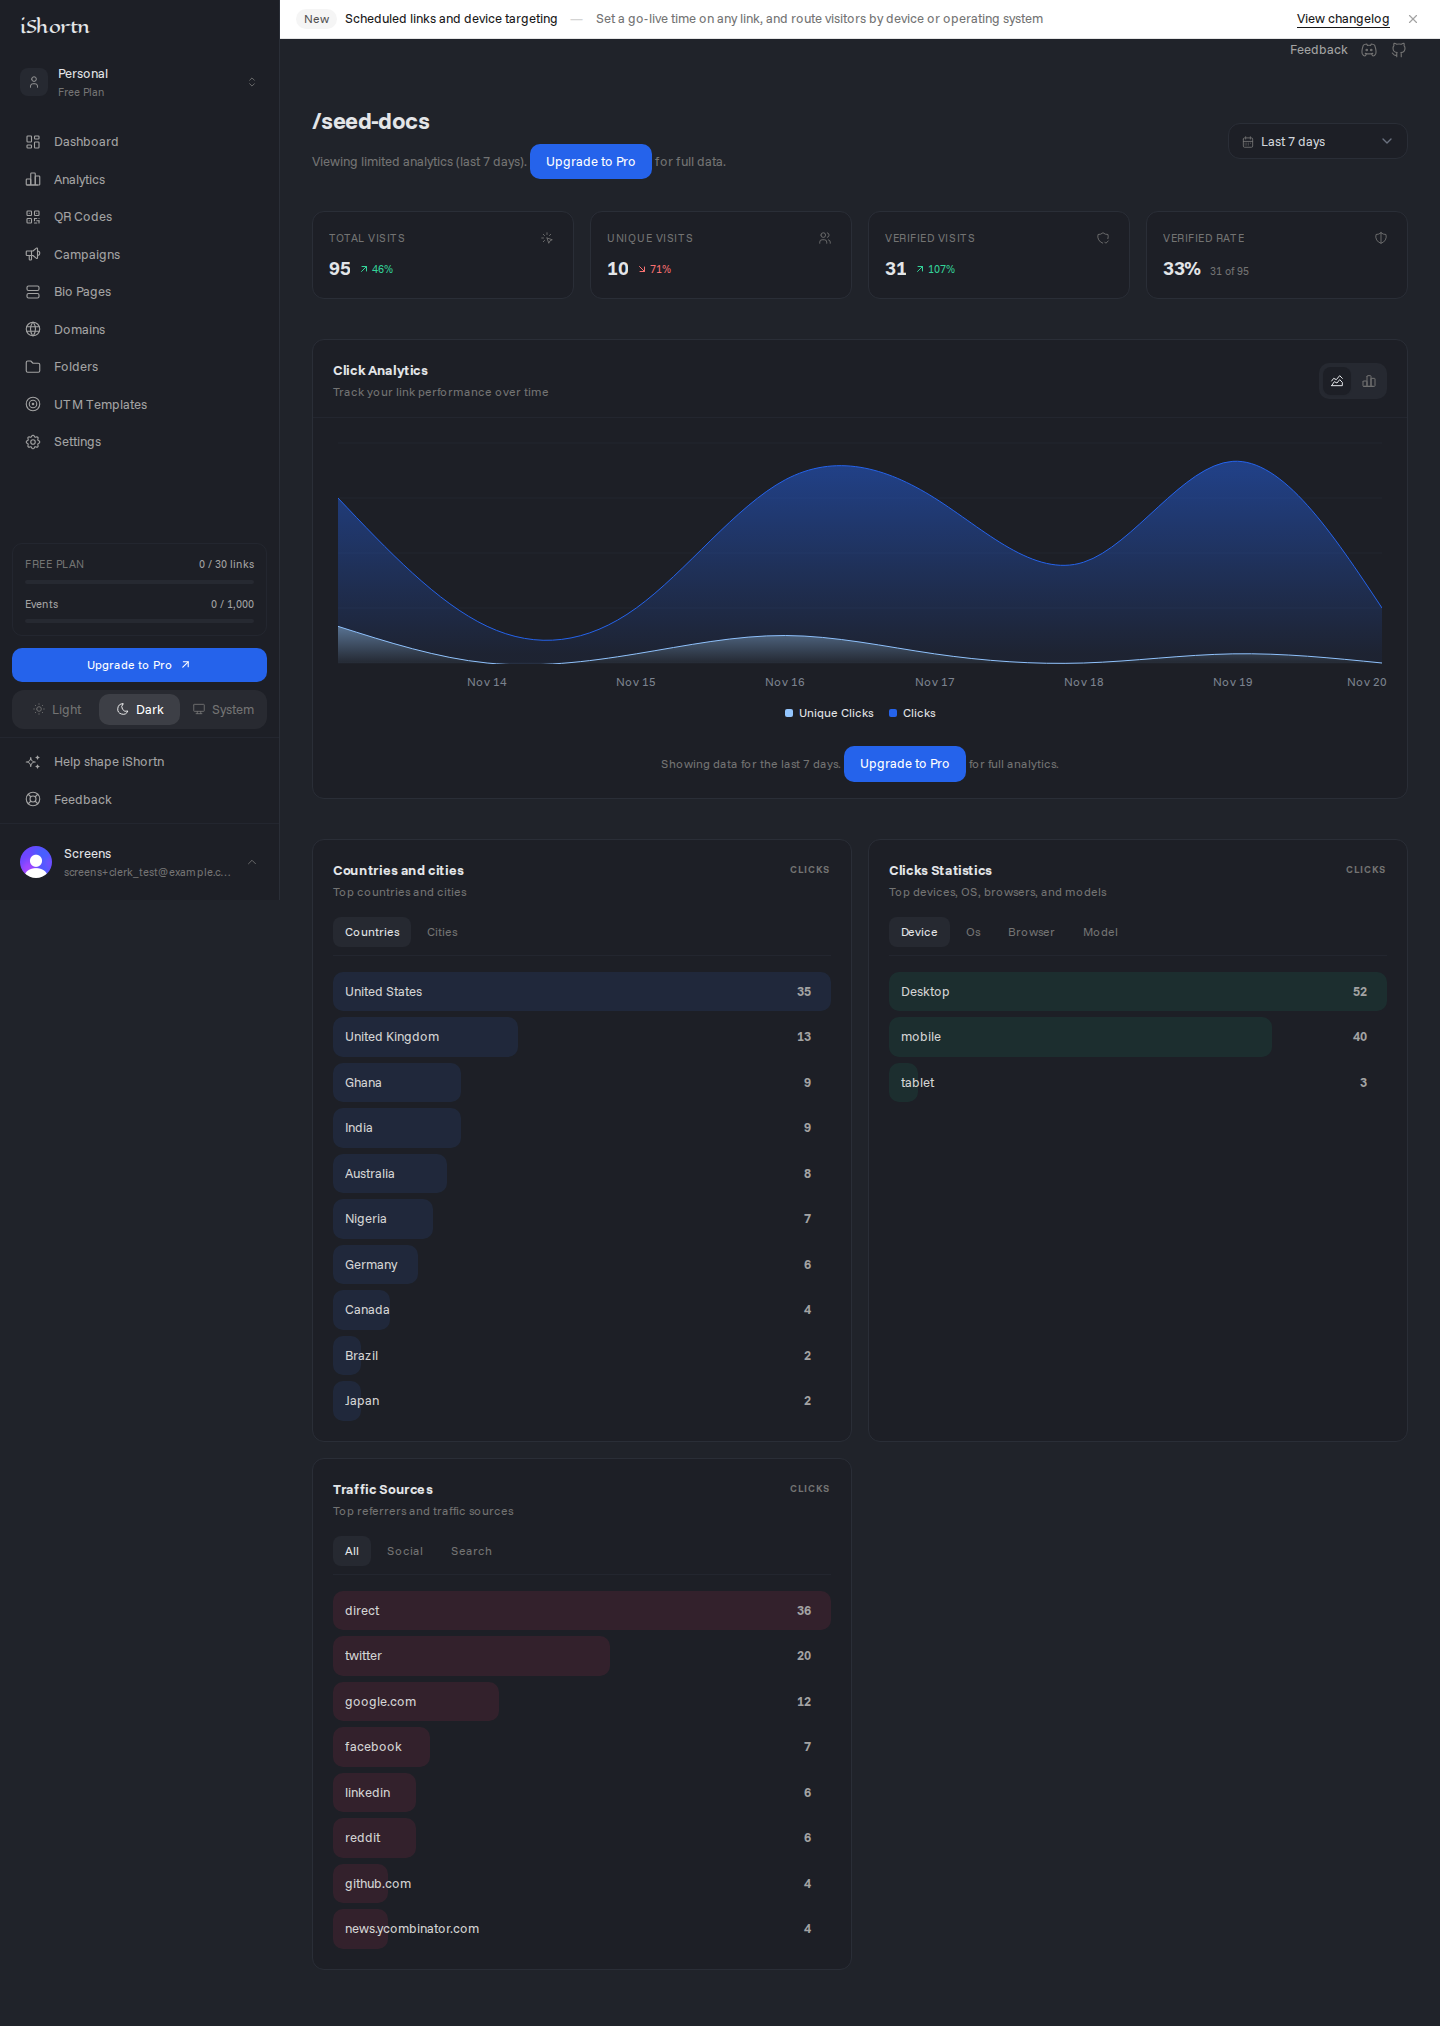 iShortn
Personal
Free Plan
Dashboard
Analytics
QR Codes
Campaigns
Bio Pages
Domains
Folders
UTM Templates
Settings
FREE PLAN 0 / 30 links
Events 0 / 1,000
Upgrade to Pro
Light Dark System
Help shape iShortn
Feedback
Screens
screens+clerk_test@example.c...
New Scheduled links and device targeting — Set a go-live time on any link, and route visitors by device or operating system View changelog
Feedback
/seed-docs
Viewing limited analytics (last 7 days). Upgrade to Pro for full data.
Last 7 days
TOTAL VISITS
95 46%
UNIQUE VISITS
10 71%
VERIFIED VISITS
31 107%
VERIFIED RATE
33% 31 of 95
Click Analytics
Track your link performance over time
Nov 14 Nov 15 Nov 16 Nov 17 Nov 18 Nov 19 Nov 20
Unique Clicks Clicks
Showing data for the last 7 days. Upgrade to Pro for full analytics.
Countries and cities CLICKS
Top countries and cities
Countries Cities
United States 35
United Kingdom 13
Ghana 9
India 9
Australia 8
Nigeria 7
Germany 6
Canada 4
Brazil 2
Japan 2
Clicks Statistics CLICKS
Top devices, OS, browsers, and models
Device Os Browser Model
Desktop 52
mobile 40
tablet 3
Traffic Sources CLICKS
Top referrers and traffic sources
All Social Search
direct 36
twitter 20
google.com 12
facebook 7
linkedin 6
reddit 6
github.com 4
news.ycombinator.com 4